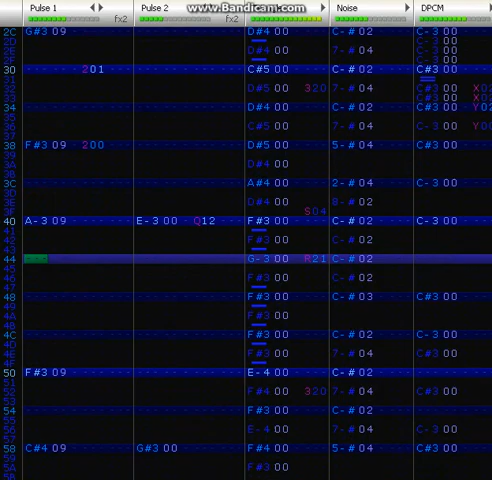 www.Bandicam.com
Pulse 1 Pulse 2 Noise DPCM
fx2 fx2
2C G#3 09 D#4 00 C-# 02 C-3 00
2D C-3 00
2E D#4 00 7-# 04 C-3 00
2F C-3 00
30 201 C#5 00 C-# 02 C#3 00
31
32 D#5 00 320 7-# 04 C#3 00 X02
33 C#3 00 X02
34 D#4 00 C-# 02 C#3 00 Y02
35
36 C#5 00 7-# 04 C-3 00 Y00
37
38 F#3 09 200 D#5 00 5-# 04 C#3 00
39
3A D#4 00
3C A#4 00 2-# 04 C-3 00
3E D#4 00 8-# 02
3F S04
40 A-3 09 E-3 00 Q12 F#3 00 C-# 02 C-3 00
41
42 F#3 00 C-# 02
43
44 --- G-3 00 R21 C-# 02
45
46 F#3 00 C-# 02
47
48 F#3 00 C-# 03 C#3 00
49
4A F#3 00
4B
4C F#3 00 C-# 02 C-3 00
4D
4E F#3 00 7-# 04 C#3 00
4F
50 F#3 09 E-4 00 C-# 02
51
52 F#4 00 320 7-# 04 C#3 00
53
54 F#3 00 C-# 02
55
56 E-4 00 7-# 04 C-3 00
57
58 C#4 09 G#3 00 F#4 00 5-# 04 C#3 00
59
5A F#3 00
5B